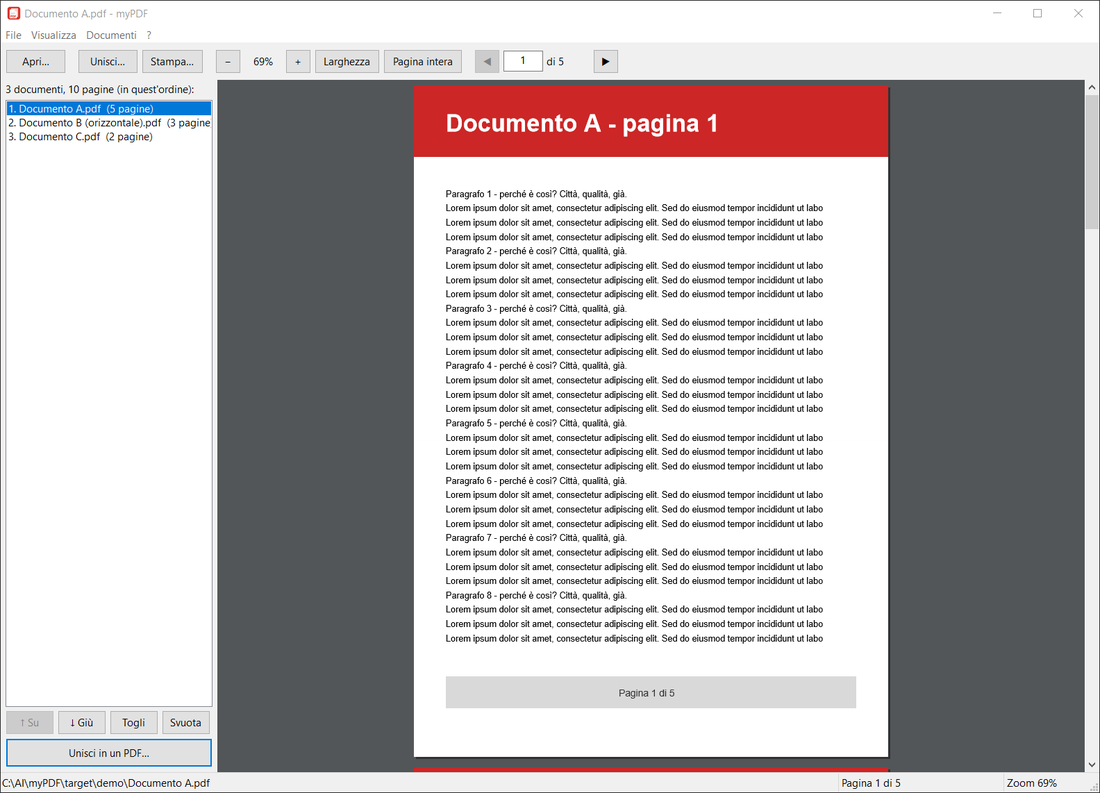 Documento A.pdf - myPDF
File Visualizza Documenti ?
Apri... Unisci... Stampa... − 69% + Larghezza Pagina intera ◀ 1 di 5 ▶
3 documenti, 10 pagine (in quest'ordine):
1. Documento A.pdf (5 pagine)
2. Documento B (orizzontale).pdf (3 pagine
3. Documento C.pdf (2 pagine)
↑ Su ↓ Giù Togli Svuota
Unisci in un PDF...
Documento A - pagina 1
Paragrafo 1 - perché è così? Città, qualità, già.
Lorem ipsum dolor sit amet, consectetur adipiscing elit. Sed do eiusmod tempor incididunt ut labo
Lorem ipsum dolor sit amet, consectetur adipiscing elit. Sed do eiusmod tempor incididunt ut labo
Lorem ipsum dolor sit amet, consectetur adipiscing elit. Sed do eiusmod tempor incididunt ut labo
Paragrafo 2 - perché è così? Città, qualità, già.
Lorem ipsum dolor sit amet, consectetur adipiscing elit. Sed do eiusmod tempor incididunt ut labo
Lorem ipsum dolor sit amet, consectetur adipiscing elit. Sed do eiusmod tempor incididunt ut labo
Lorem ipsum dolor sit amet, consectetur adipiscing elit. Sed do eiusmod tempor incididunt ut labo
Paragrafo 3 - perché è così? Città, qualità, già.
Lorem ipsum dolor sit amet, consectetur adipiscing elit. Sed do eiusmod tempor incididunt ut labo
Lorem ipsum dolor sit amet, consectetur adipiscing elit. Sed do eiusmod tempor incididunt ut labo
Lorem ipsum dolor sit amet, consectetur adipiscing elit. Sed do eiusmod tempor incididunt ut labo
Paragrafo 4 - perché è così? Città, qualità, già.
Lorem ipsum dolor sit amet, consectetur adipiscing elit. Sed do eiusmod tempor incididunt ut labo
Lorem ipsum dolor sit amet, consectetur adipiscing elit. Sed do eiusmod tempor incididunt ut labo
Lorem ipsum dolor sit amet, consectetur adipiscing elit. Sed do eiusmod tempor incididunt ut labo
Paragrafo 5 - perché è così? Città, qualità, già.
Lorem ipsum dolor sit amet, consectetur adipiscing elit. Sed do eiusmod tempor incididunt ut labo
Lorem ipsum dolor sit amet, consectetur adipiscing elit. Sed do eiusmod tempor incididunt ut labo
Lorem ipsum dolor sit amet, consectetur adipiscing elit. Sed do eiusmod tempor incididunt ut labo
Paragrafo 6 - perché è così? Città, qualità, già.
Lorem ipsum dolor sit amet, consectetur adipiscing elit. Sed do eiusmod tempor incididunt ut labo
Lorem ipsum dolor sit amet, consectetur adipiscing elit. Sed do eiusmod tempor incididunt ut labo
Lorem ipsum dolor sit amet, consectetur adipiscing elit. Sed do eiusmod tempor incididunt ut labo
Paragrafo 7 - perché è così? Città, qualità, già.
Lorem ipsum dolor sit amet, consectetur adipiscing elit. Sed do eiusmod tempor incididunt ut labo
Lorem ipsum dolor sit amet, consectetur adipiscing elit. Sed do eiusmod tempor incididunt ut labo
Lorem ipsum dolor sit amet, consectetur adipiscing elit. Sed do eiusmod tempor incididunt ut labo
Paragrafo 8 - perché è così? Città, qualità, già.
Lorem ipsum dolor sit amet, consectetur adipiscing elit. Sed do eiusmod tempor incididunt ut labo
Lorem ipsum dolor sit amet, consectetur adipiscing elit. Sed do eiusmod tempor incididunt ut labo
Lorem ipsum dolor sit amet, consectetur adipiscing elit. Sed do eiusmod tempor incididunt ut labo
Pagina 1 di 5
C:\AI\myPDF\target\demo\Documento A.pdf Pagina 1 di 5 Zoom 69%